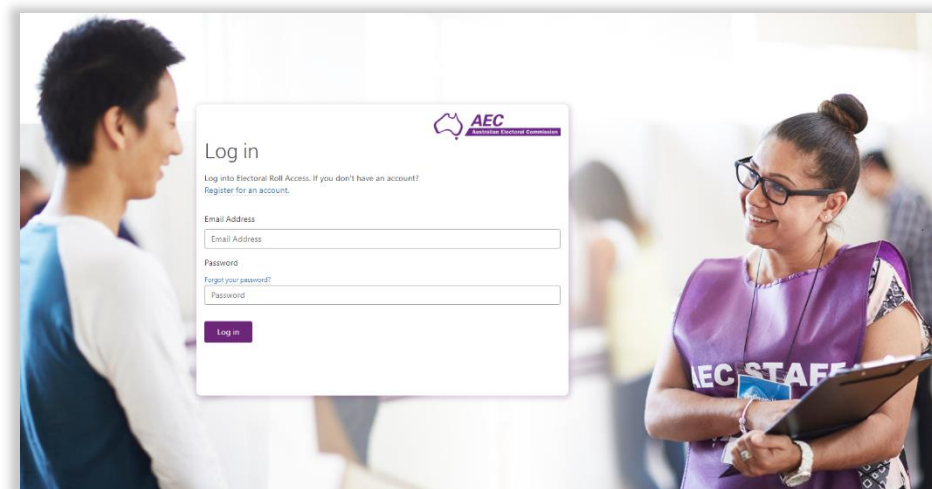 AEC
Australian Electoral Commission
Log in
Log into Electoral Roll Access. If you don't have an account?
Register for an account.
Email Address
Email Address
Password
Forgot your password?
Password
Log in
AEC STAFF